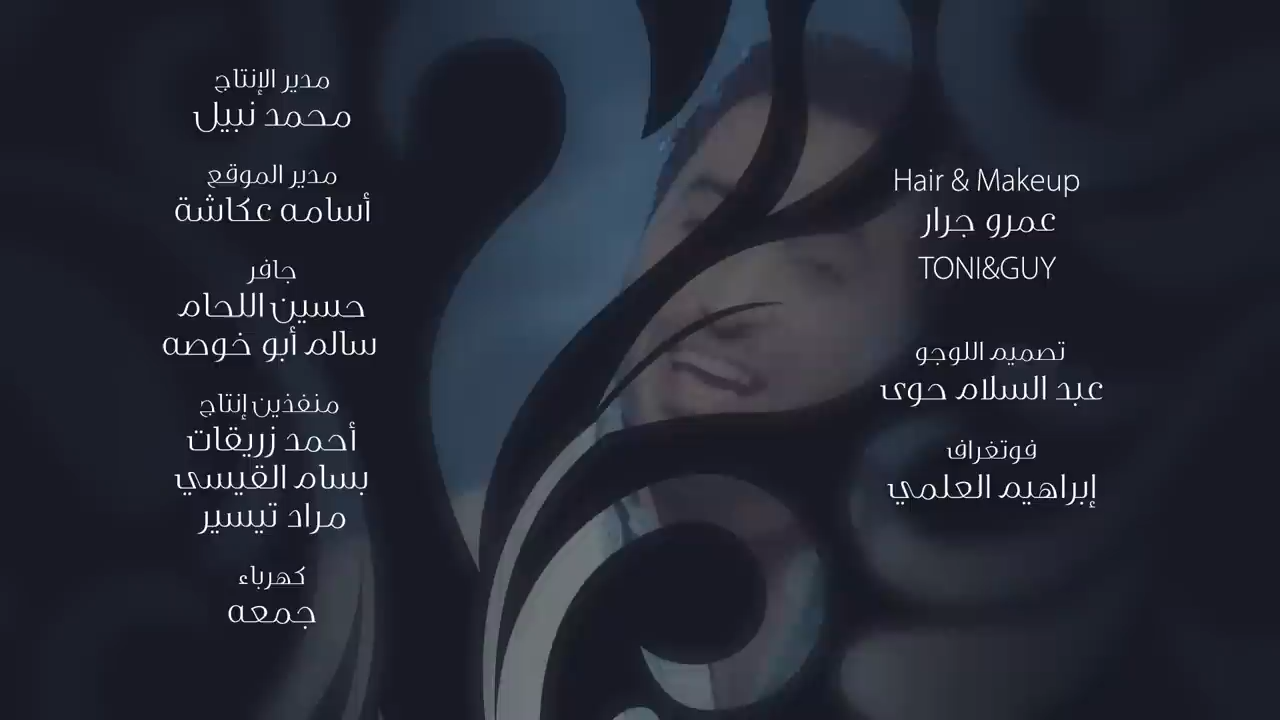 مدير الإنتاج
محمد نبيل
مدير الموقع
أسامه عكاشة
جافر
حسين اللحام
سالم أبو خوصه
منفذين إنتاج
أحمد زريقات
بسام القيسي
مراد تيسير
كهرباء
جمعه
Hair & Makeup
عمرو جرار
TONI&GUY
تصميم اللوجو
عبد السلام حوى
فوتغراف
إبراهيم العلمي